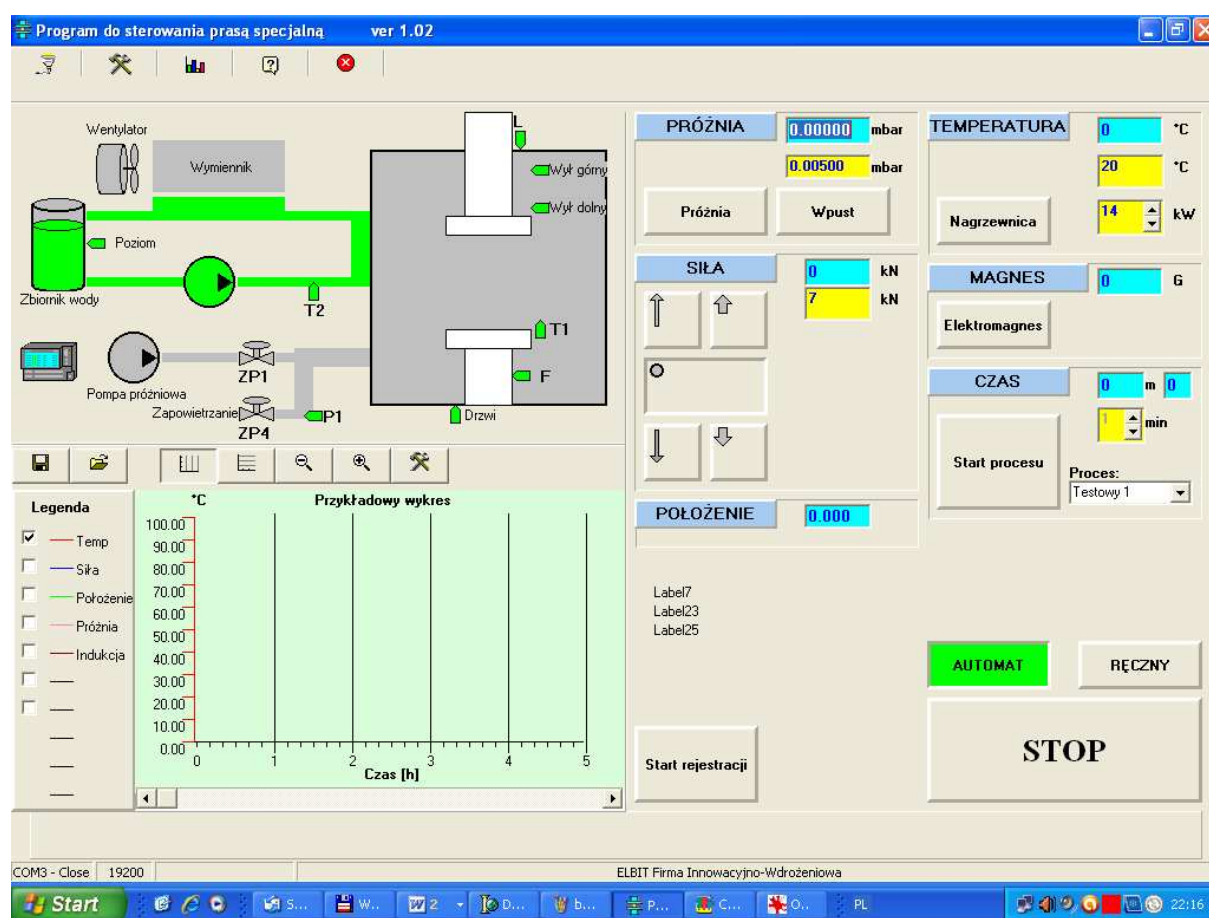 Program do sterowania prasą specjalną ver 1.02
Wentylator
Wymiennik
L
Wył górny
Wył dolny
Poziom
Zbiornik wody
T2
T1
F
ZP1
Pompa próżniowa
Zapowietrzanie
P1
Drzwi
ZP4
PRÓŻNIA
0.00000 mbar
0.00500 mbar
Próżnia
Wpust
SIŁA
0 kN
7 kN
POŁOŻENIE
0.000
Label7
Label23
Label25
Start rejestracji
TEMPERATURA
0 °C
20 °C
Nagrzewnica
14 kW
MAGNES
0 G
Elektromagnes
CZAS
0 m 0
1 min
Start procesu
Proces:
Testowy 1
AUTOMAT
RĘCZNY
STOP
Legenda
Temp
Siła
Położenie
Próżnia
Indukcja
°C
Przykładowy wykres
100.00
90.00
80.00
70.00
60.00
50.00
40.00
30.00
20.00
10.00
0.00
0 1 2 3 4 5
Czas [h]
COM3 - Close 19200 ELBIT Firma Innowacyjno-Wdrożeniowa
Start S... W.. 2 D... b... P... C... O.. PL 22:16